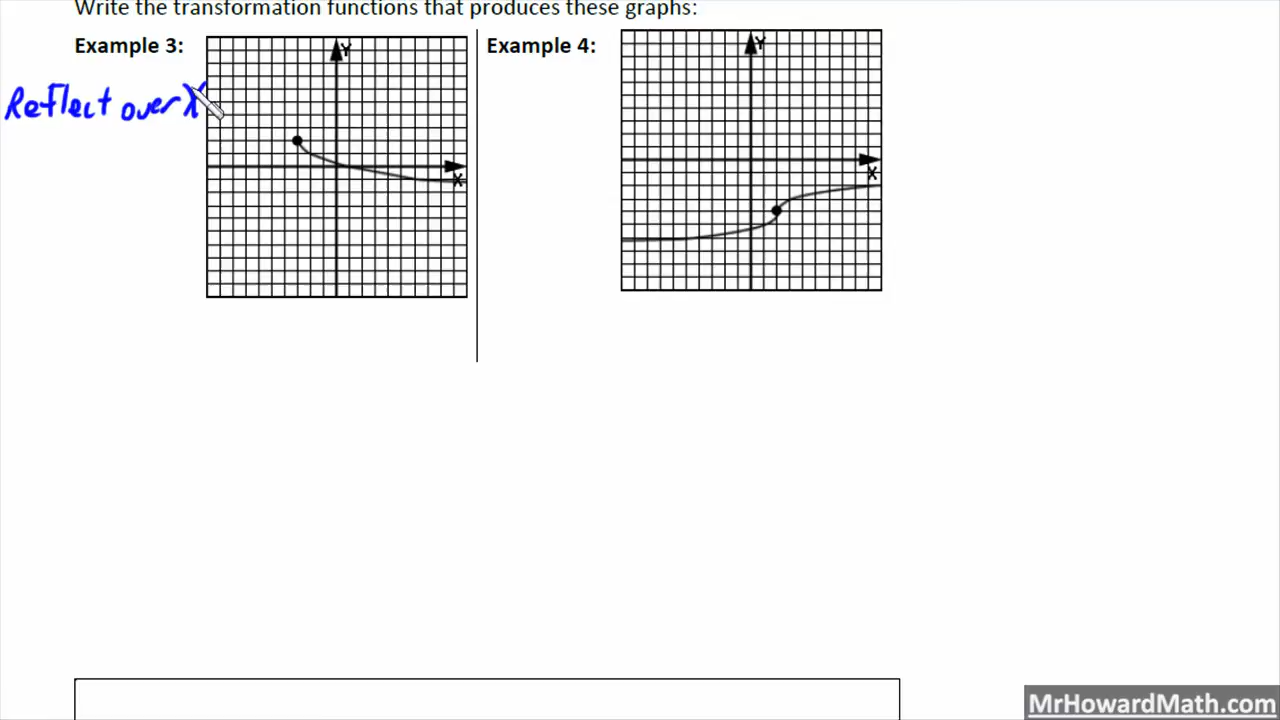 Write the transformation functions that produces these graphs:
Example 3:
Y
Example 4:
Y
Reflect over X
X
X
MrHowardMath.com